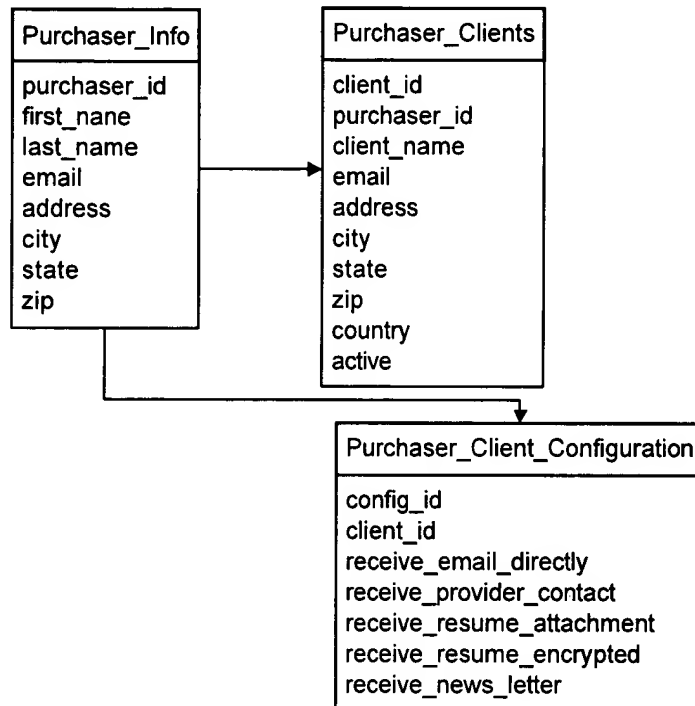 Purchaser_Info
purchaser_id
first_nane
last_name
email
address
city
state
zip
Purchaser_Clients
client_id
purchaser_id
client_name
email
address
city
state
zip
country
active
Purchaser_Client_Configuration
config_id
client_id
receive_email_directly
receive_provider_contact
receive_resume_attachment
receive_resume_encrypted
receive_news_letter